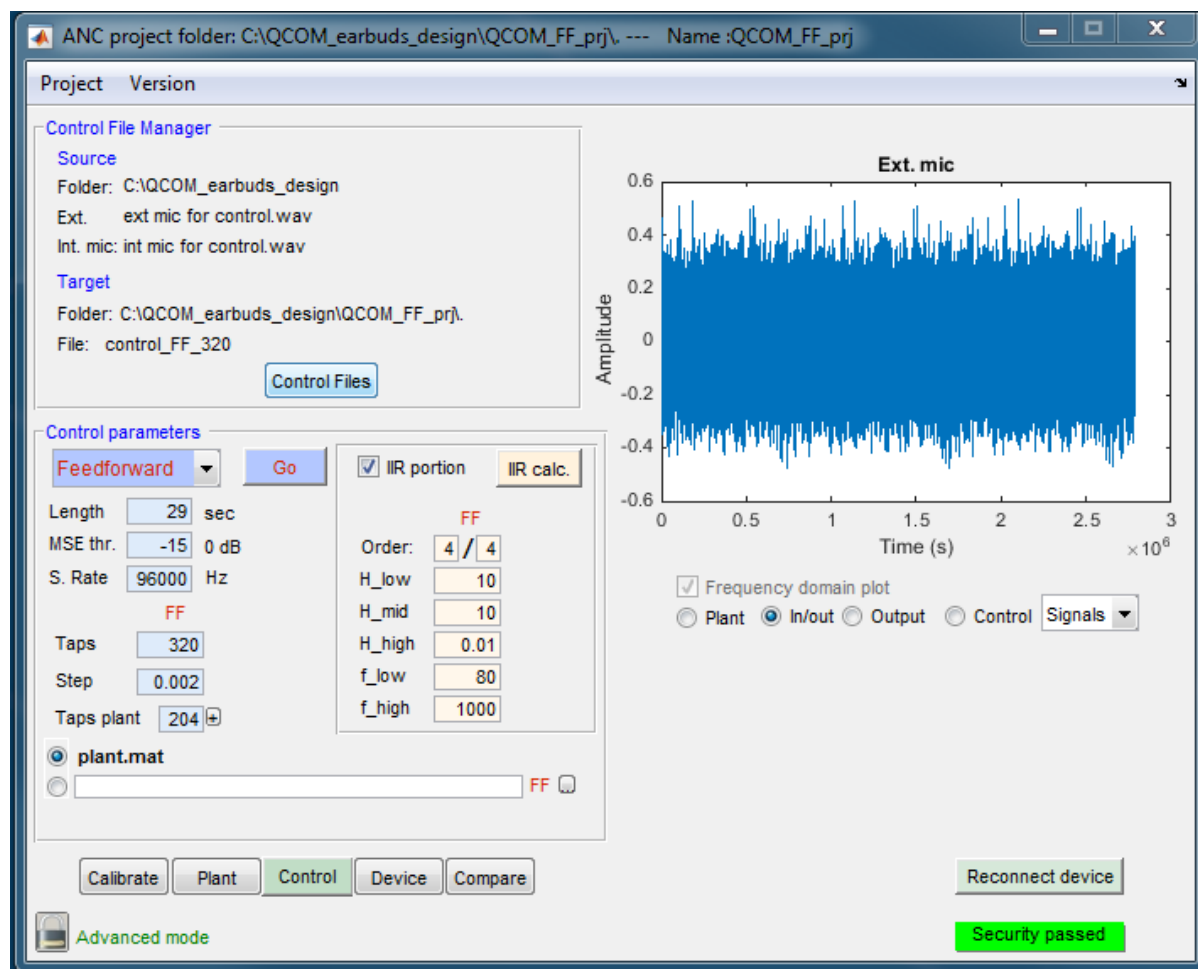 ANC project folder: C:\QCOM_earbuds_design\QCOM_FF_prj\. --- Name :QCOM_FF_prj
Project Version
Control File Manager
Source
Folder: C:\QCOM_earbuds_design
Ext. ext mic for control.wav
Int. mic: int mic for control.wav
Target
Folder: C:\QCOM_earbuds_design\QCOM_FF_prj\.
File: control_FF_320
Control Files
Ext. mic
Amplitude
0.6
0.4
0.2
0
-0.2
-0.4
-0.6
0 0.5 1 1.5 2 2.5 3
Time (s)
×10^6
Frequency domain plot
Plant In/out Output Control Signals
Control parameters
Feedforward Go
Length 29 sec
MSE thr. -15 0 dB
S. Rate 96000 Hz
FF
Taps 320
Step 0.002
Taps plant 204 +
IIR portion IIR calc.
FF
Order: 4 / 4
H_low 10
H_mid 10
H_high 0.01
f_low 80
f_high 1000
plant.mat
FF ...
Calibrate Plant Control Device Compare
Reconnect device
Advanced mode
Security passed